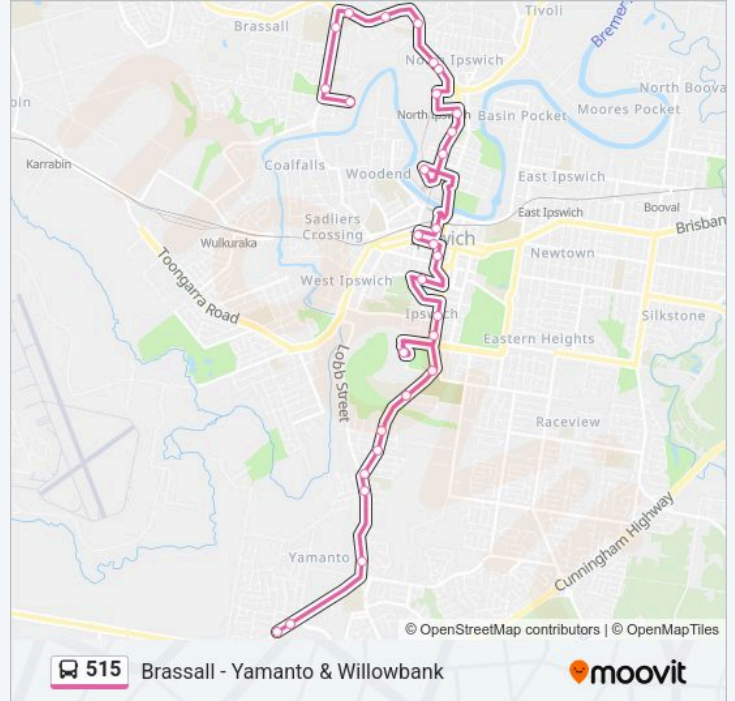 Tivoli
Brassall
Bremer
North Ipswich
North Boova
North Ipswich
Basin Pocket
Moores Pocket
Karrabin
Coalfalls
Woodend
East Ipswich
Sadliers
Crossing
East Ipswich
Booval
Brisban
Wulkuraka
wich
Newtown
Toongarra Road
West Ipswich
Ipswich
Silkstone
Eastern Heights
Lobb Street
Raceview
Cunningham Highway
Yamanto
© OpenStreetMap contributors | © OpenMapTiles
515 Brassall - Yamanto & Willowbank
moovit